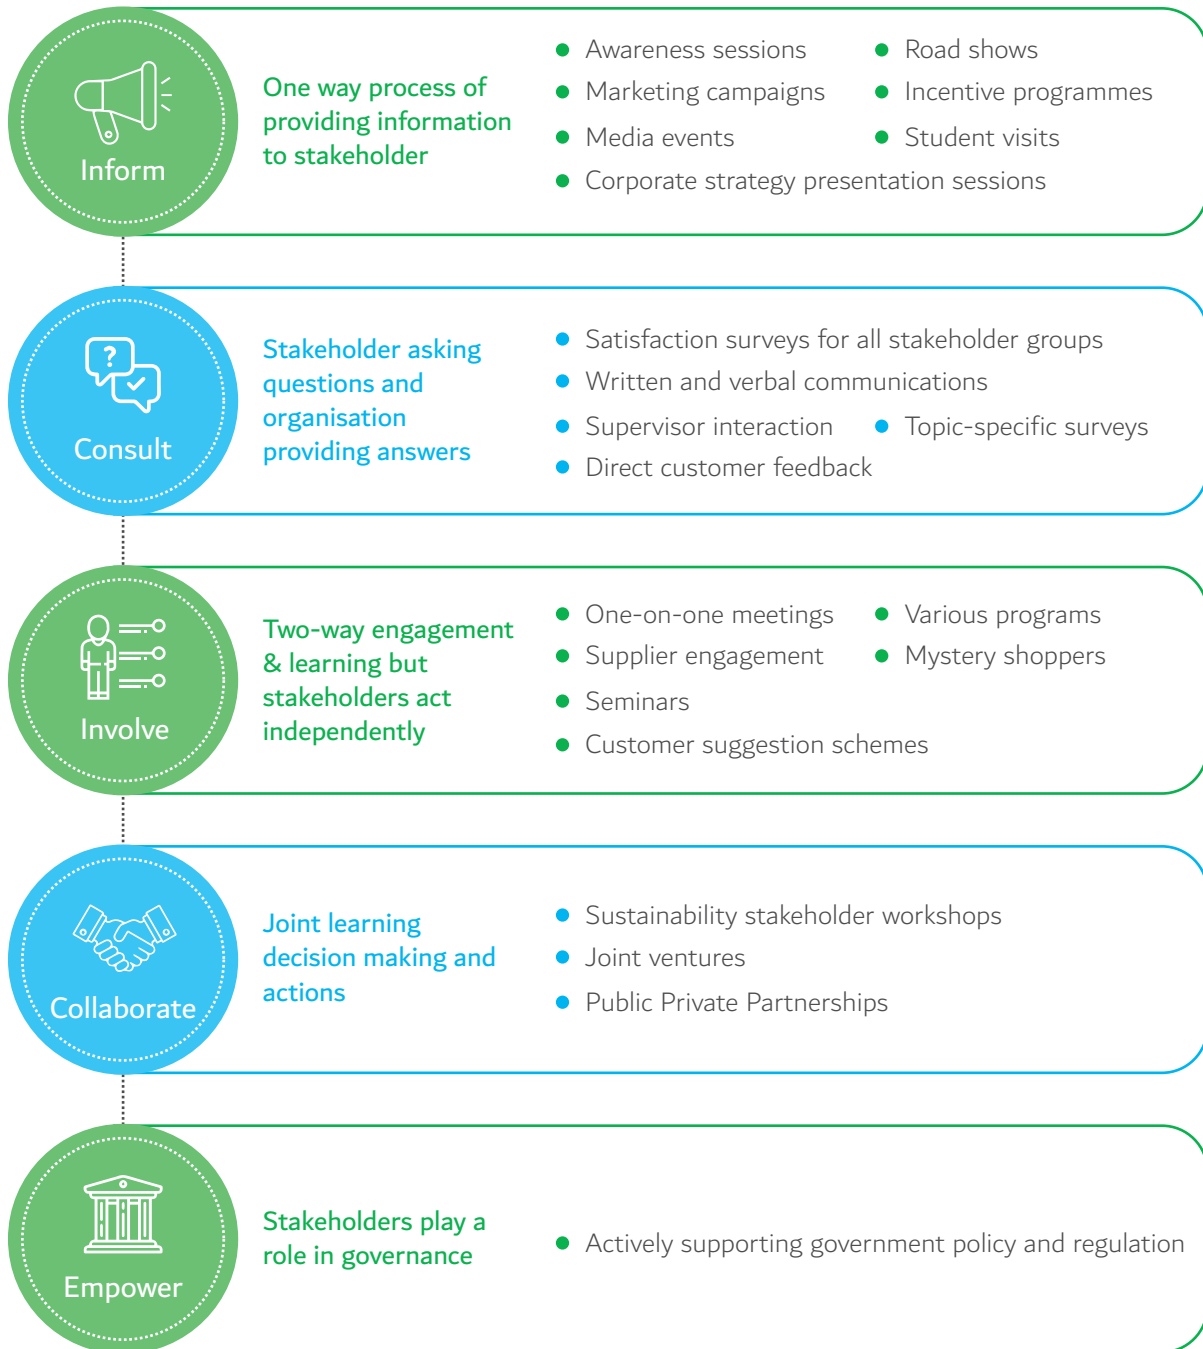 Inform
One way process of
providing information
to stakeholder
Awareness sessions
Road shows
Marketing campaigns
Incentive programmes
Media events
Student visits
Corporate strategy presentation sessions
?
Consult
Stakeholder asking
questions and
organisation
providing answers
Satisfaction surveys for all stakeholder groups
Written and verbal communications
Supervisor interaction
Topic-specific surveys
Direct customer feedback
Involve
Two-way engagement
& learning but
stakeholders act
independently
One-on-one meetings
Various programs
Supplier engagement
Mystery shoppers
Seminars
Customer suggestion schemes
Collaborate
Joint learning
decision making and
actions
Sustainability stakeholder workshops
Joint ventures
Public Private Partnerships
Empower
Stakeholders play a
role in governance
Actively supporting government policy and regulation